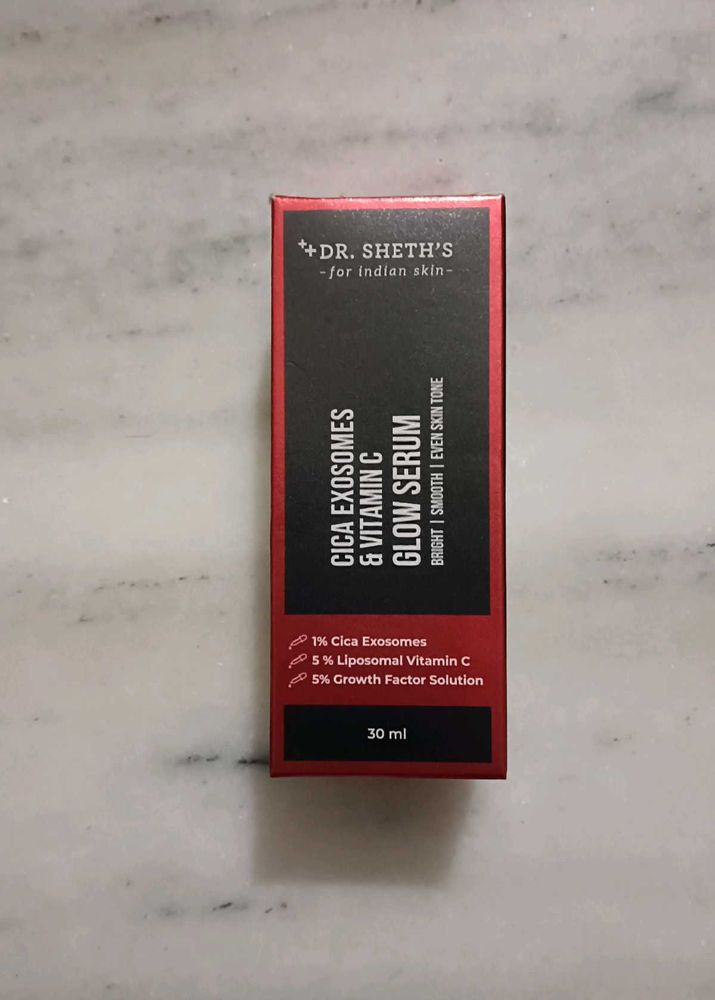 DR. SHETH'S
-for indian skin-
CICA EXOSOMES
& VITAMIN C
GLOW SERUM
BRIGHT | SMOOTH | EVEN SKIN TONE
1% Cica Exosomes
5 % Liposomal Vitamin C
5% Growth Factor Solution
30 ml